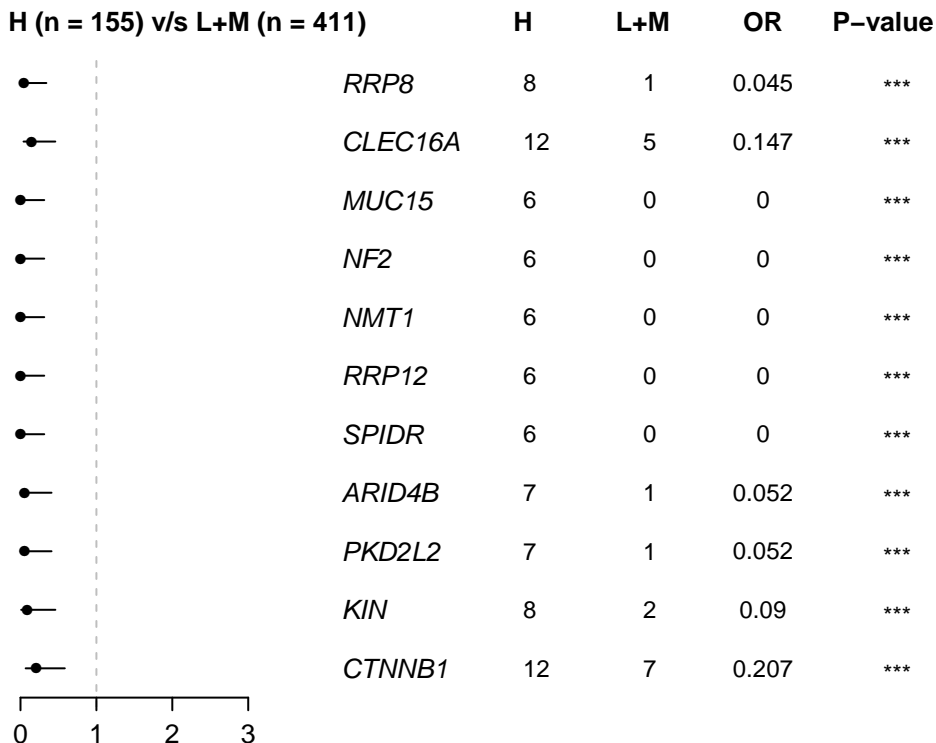 H (n = 155) v/s L+M (n = 411) H L+M OR P−value
RRP8 8 1 0.045 ***
CLEC16A 12 5 0.147 ***
MUC15 6 0 0 ***
NF2 6 0 0 ***
NMT1 6 0 0 ***
RRP12 6 0 0 ***
SPIDR 6 0 0 ***
ARID4B 7 1 0.052 ***
PKD2L2 7 1 0.052 ***
KIN 8 2 0.09 ***
CTNNB1 12 7 0.207 ***
0 1 2 3